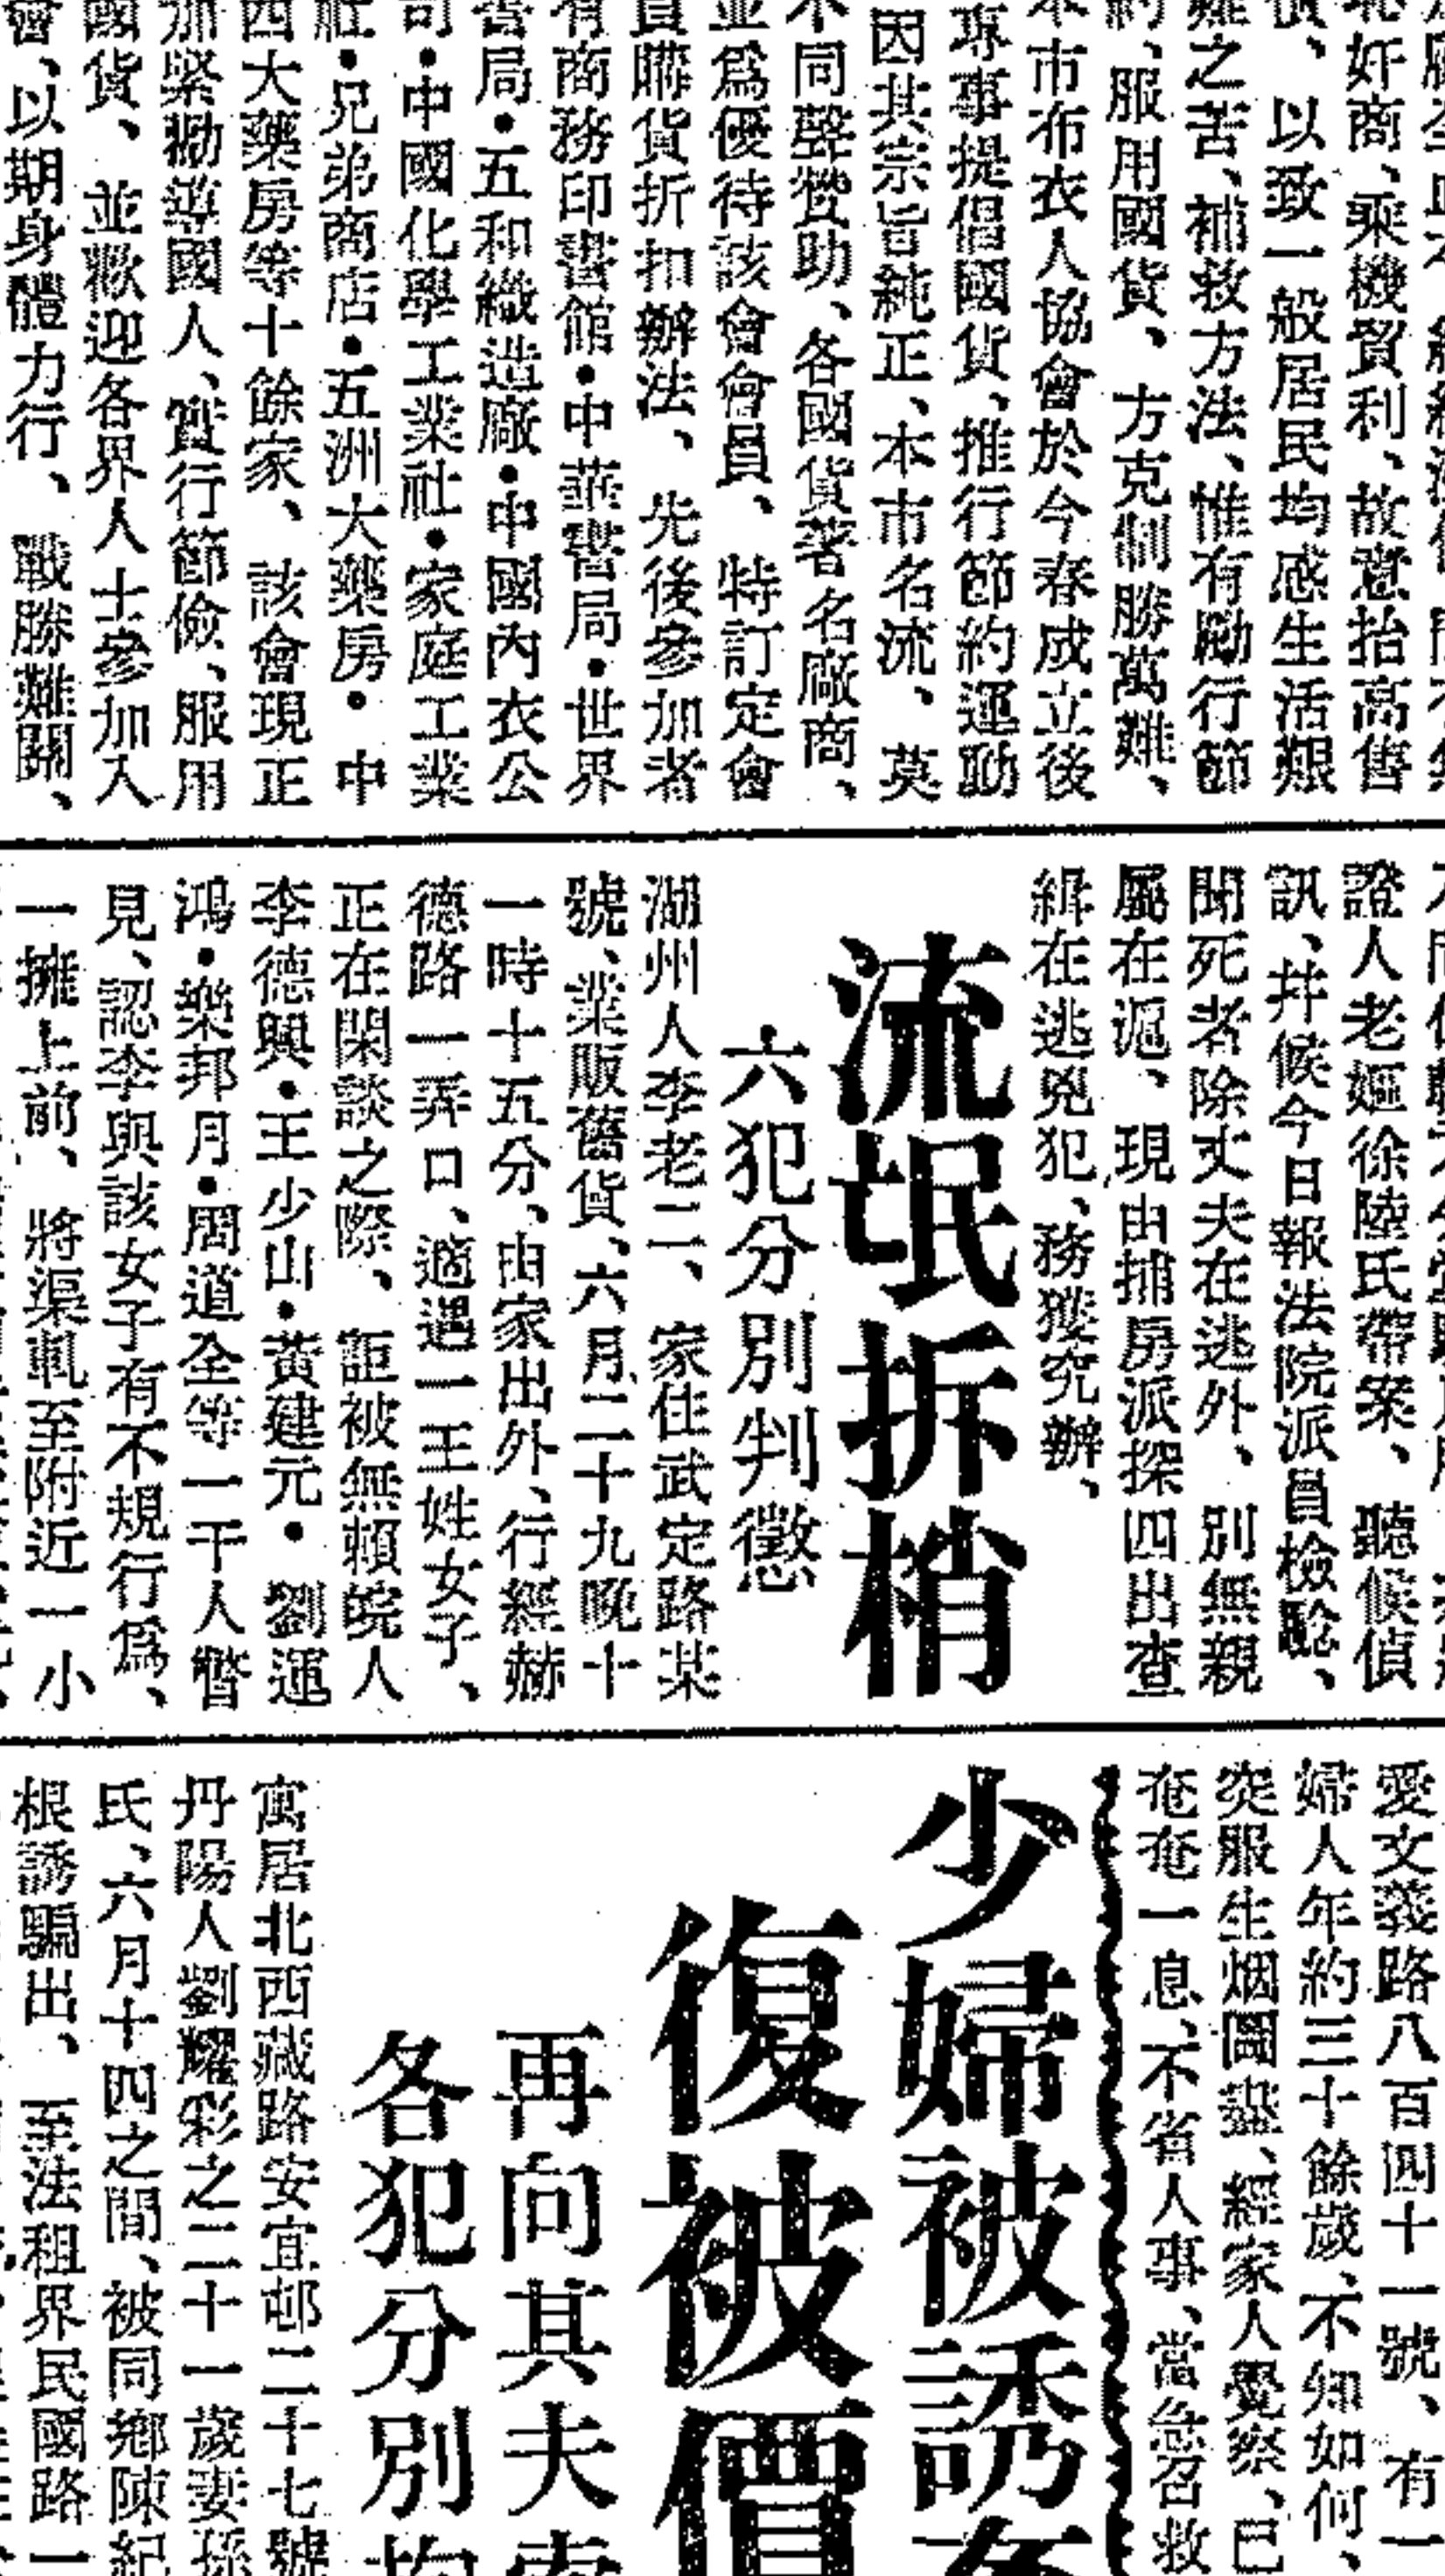 恥奸商、乘機貿利、故意抬高售
價、以致一般居民均感生活艱
難之苦、補救方法、惟有勵行節
約、服用國貨、方克制勝萬難、
本市布衣人協會於今春成立後
專事提倡國貨、推行節約運動
因其宗旨純正、本市名流、莫
不同聲贊助、各國貨著名廠商、
並爲優待該會會員、特訂定會
員購貨折扣辦法、先後參加者
有商務印書館・中華書局・世界
書局・五和織造廠・中國內衣公
司・中國化學工業社・家庭工業
社・兄弟商店・五洲大藥房・中
西大藥房等十餘家、該會現正
加緊勸導國人、實行節儉、服用
國貨、並歡迎各界人士參加入
會、以期身體力行、戰勝難關、
證人老嫗徐陸氏帶案、聽候偵
訊、幷候今日報法院派員檢驗、
聞死者除丈夫在逃外、別無親
屬在滬、現由捕房派探四出查
緝在逃兇犯、務獲究辦、
流氓拆梢
六犯分別判懲
湖州人李老二、家住武定路某
號、業販舊貨、六月二十九晚十
一時十五分、由家出外、行經赫
德路一弄口、適遇一王姓女子、
正在閑談之際、詎被無賴皖人
李德興・王少山・黃建元・劉運
鴻・樂邦月・周道全等一干人瞥
見、認李與該女子有不規行爲、
一擁上前、將渠軋至附近一小
愛文義路八百四十一號、有一
婦人年約三十餘歲、不知如何、
突服生烟圖盡、經家人覺察、已
奄奄一息、不省人事、當急召救
少婦被誘
復被價
再向其夫
各犯分別
寓居北西藏路安宜邨二十七號
丹陽人劉耀彩之二十一歲妻孫
氏、六月十四之間、被同鄉陳紀
根誘騙出、至法租界民國路一